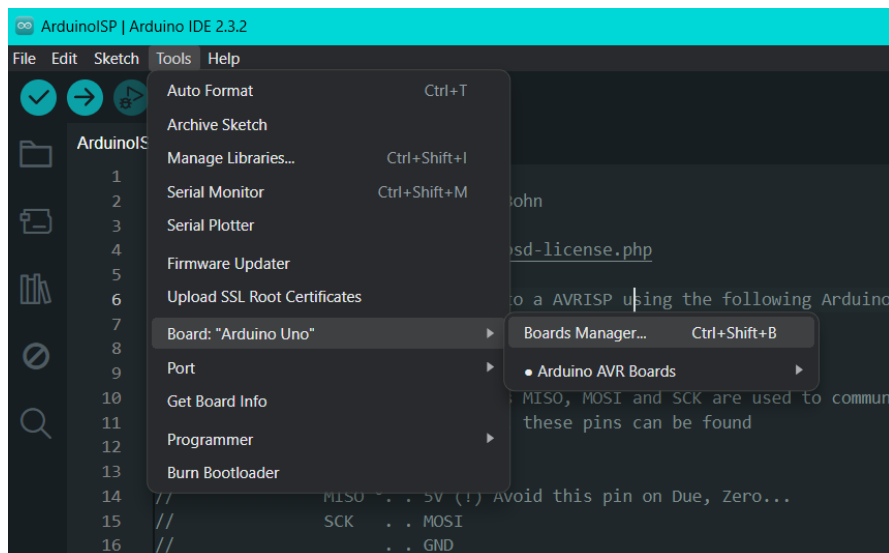 ArduinoISP | Arduino IDE 2.3.2
File Edit Sketch Tools Help
Auto Format Ctrl+T
Archive Sketch
ArduinoIS
Manage Libraries... Ctrl+Shift+I
1
Serial Monitor Ctrl+Shift+M
2
Serial Plotter
3
4 sd-license.php
Firmware Updater
5
Upload SSL Root Certificates
6 o a AVRISP using the following Arduino
7
Board: "Arduino Uno" Boards Manager... Ctrl+Shift+B
8
Port • Arduino AVR Boards
9
Get Board Info
10 MISO, MOSI and SCK are used to commun
11 these pins can be found
Programmer
12
Burn Bootloader
13
14 // MISO °. . 5V (!) Avoid this pin on Due, Zero...
15 // SCK . . MOSI
16 // . . GND